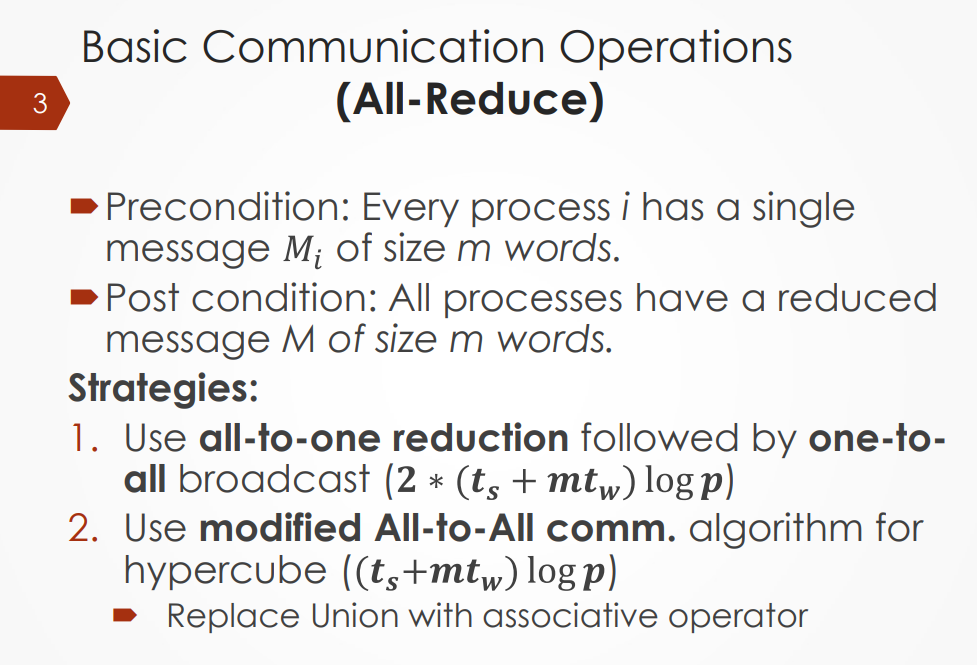 Basic Communication Operations
(All-Reduce)
3
Precondition: Every process i has a single
message Mᵢ of size m words.
Post condition: All processes have a reduced
message M of size m words.
Strategies:
1. Use all-to-one reduction followed by one-to-
all broadcast (2 * (tₛ + mt_w) log p)
2. Use modified All-to-All comm. algorithm for
hypercube ((tₛ+mt_w) log p)
Replace Union with associative operator